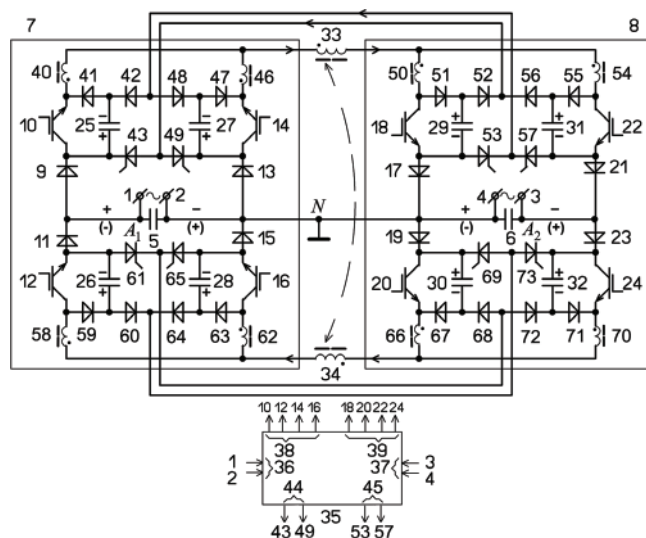 7 33 8
40 41 42 48 47 46 50 51 52 56 55 54
10 25 27 14 18 29 31 22
43 49 53 57
9 13 17 21
1 2 4 3
+ − N + −
(-) (+) (-) (+)
11 A1 5 15 19 6 A2 23
12 26 61 65 28 16 20 30 69 73 32 24
58 59 60 64 63 62 66 67 68 72 71 70
34
10 12 14 16 18 20 22 24
38 39
1 36 37 3
2 4
44 45
35
43 49 53 57